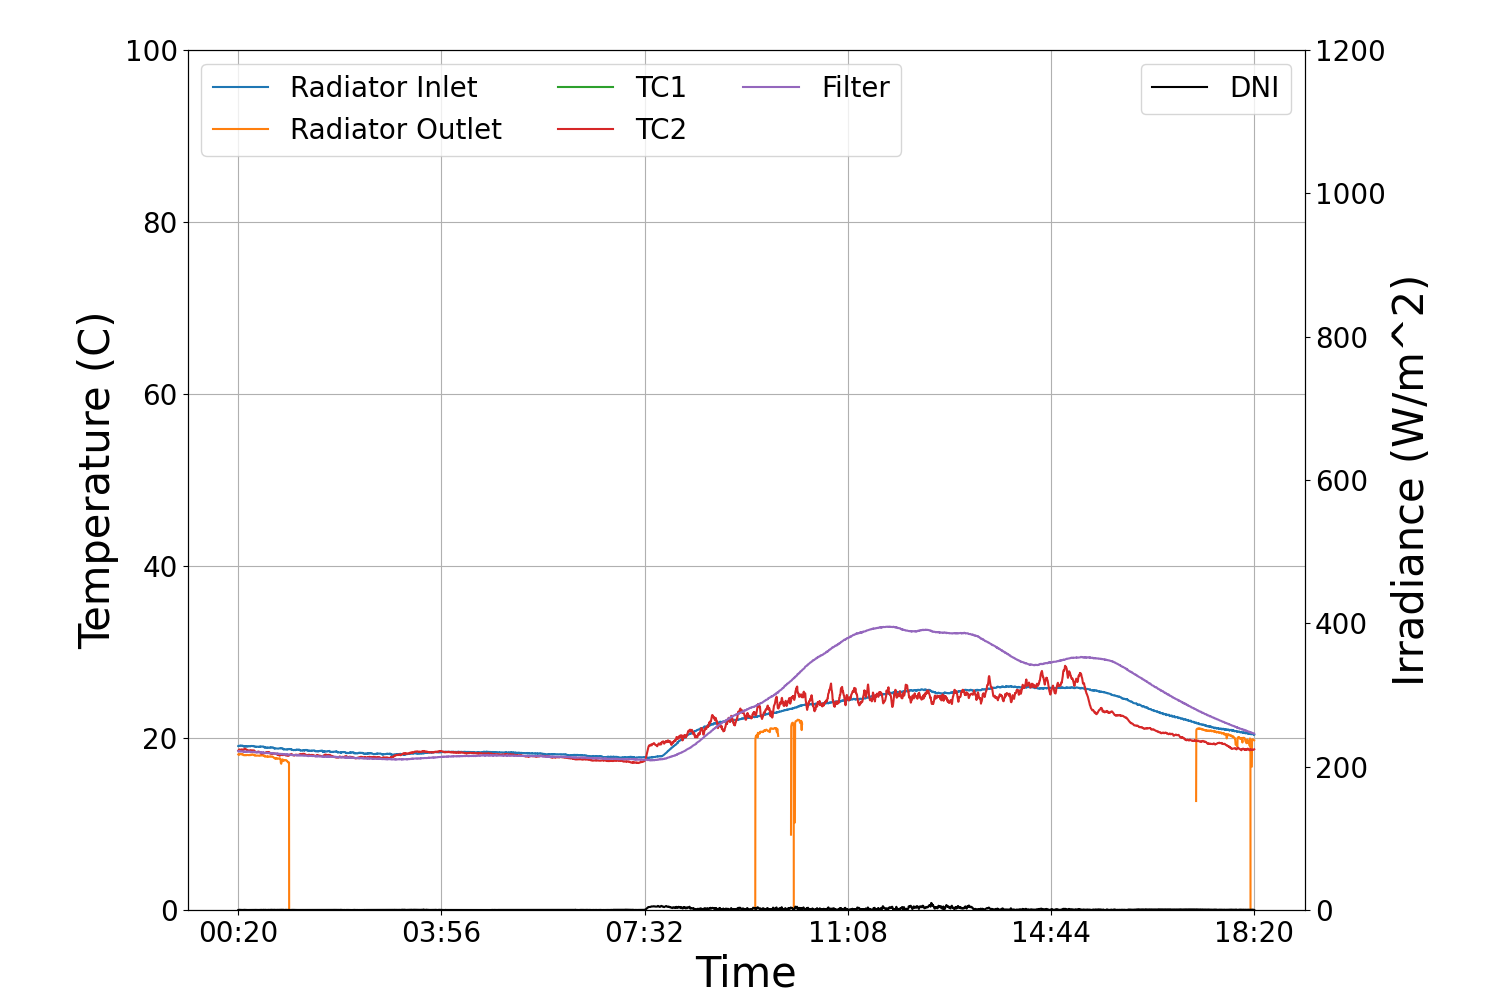 Radiator Inlet
Radiator Outlet
TC1
TC2
Filter
DNI
Temperature (C)
100
80
60
40
20
0
1200
1000
800
600
400
200
0
Irradiance (W/m^2)
00:20 03:56 07:32 11:08 14:44 18:20
Time